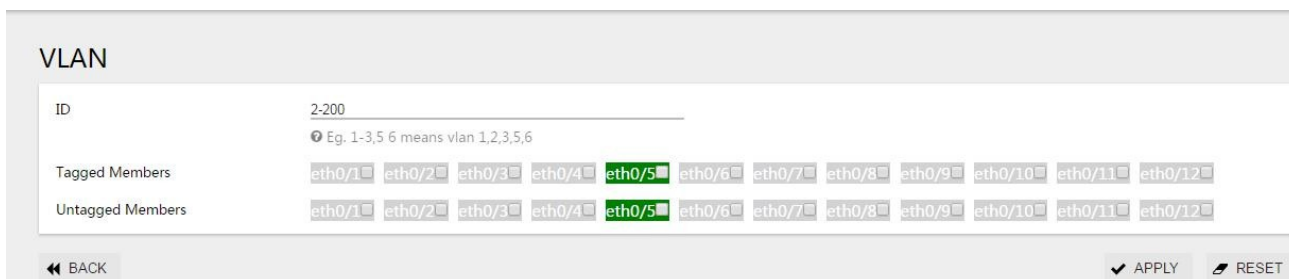 VLAN
ID 2-200
Eg. 1-3,5 6 means vlan 1,2,3,5,6
Tagged Members eth0/1 eth0/2 eth0/3 eth0/4 eth0/5 eth0/6 eth0/7 eth0/8 eth0/9 eth0/10 eth0/11 eth0/12
Untagged Members eth0/1 eth0/2 eth0/3 eth0/4 eth0/5 eth0/6 eth0/7 eth0/8 eth0/9 eth0/10 eth0/11 eth0/12
BACK APPLY RESET